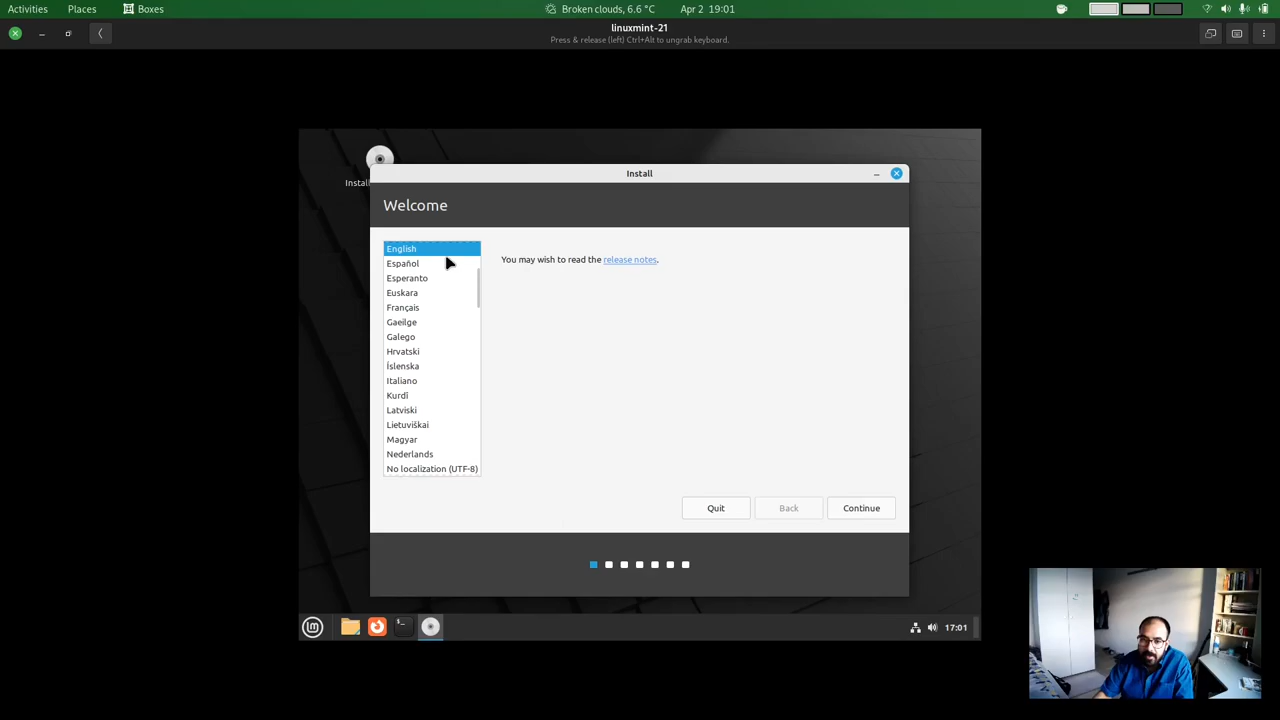 Activities
Places
Boxes
Broken clouds, 6.6 °C
Apr 2 19:01
linuxmint-21
Press & release (left) Ctrl+Alt to ungrab keyboard.
Install
Install
Welcome
English
Español
Esperanto
Euskara
Français
Gaeilge
Galego
Hrvatski
Íslenska
Italiano
Kurdî
Latviski
Lietuviškai
Magyar
Nederlands
No localization (UTF-8)
You may wish to read the release notes.
Quit
Back
Continue
17:01